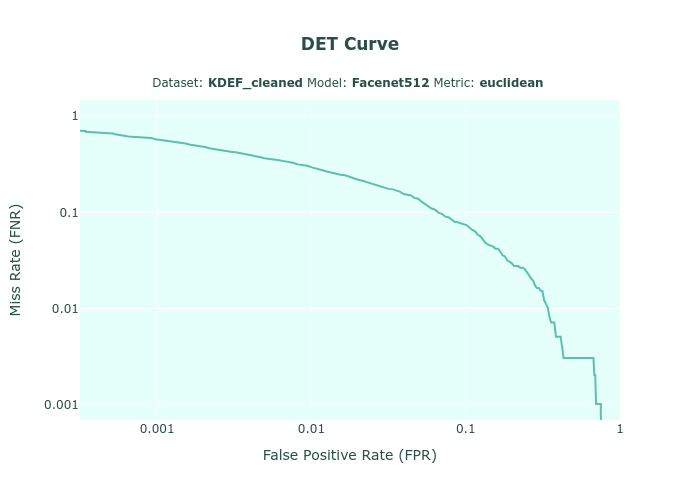 DET Curve
Dataset: KDEF_cleaned Model: Facenet512 Metric: euclidean
Miss Rate (FNR)
1
0.1
0.01
0.001
0.001
0.01
0.1
1
False Positive Rate (FPR)